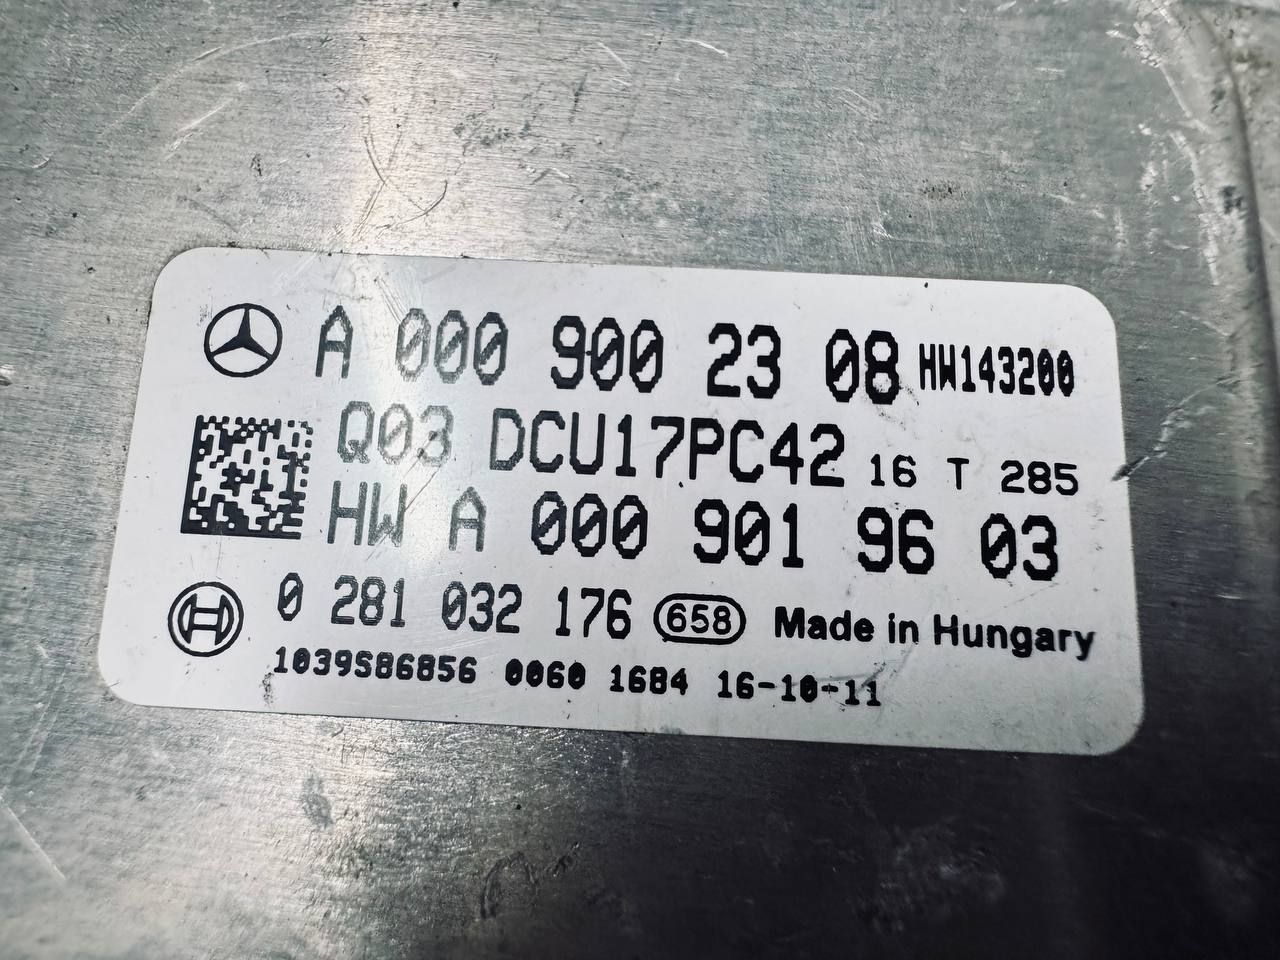 A 000 900 23 08 HW143200
Q03 DCU17PC42 16 T 285
HW A 000 901 96 03
0 281 032 176 658 Made in Hungary
1039S86856 0060 1684 16-10-11